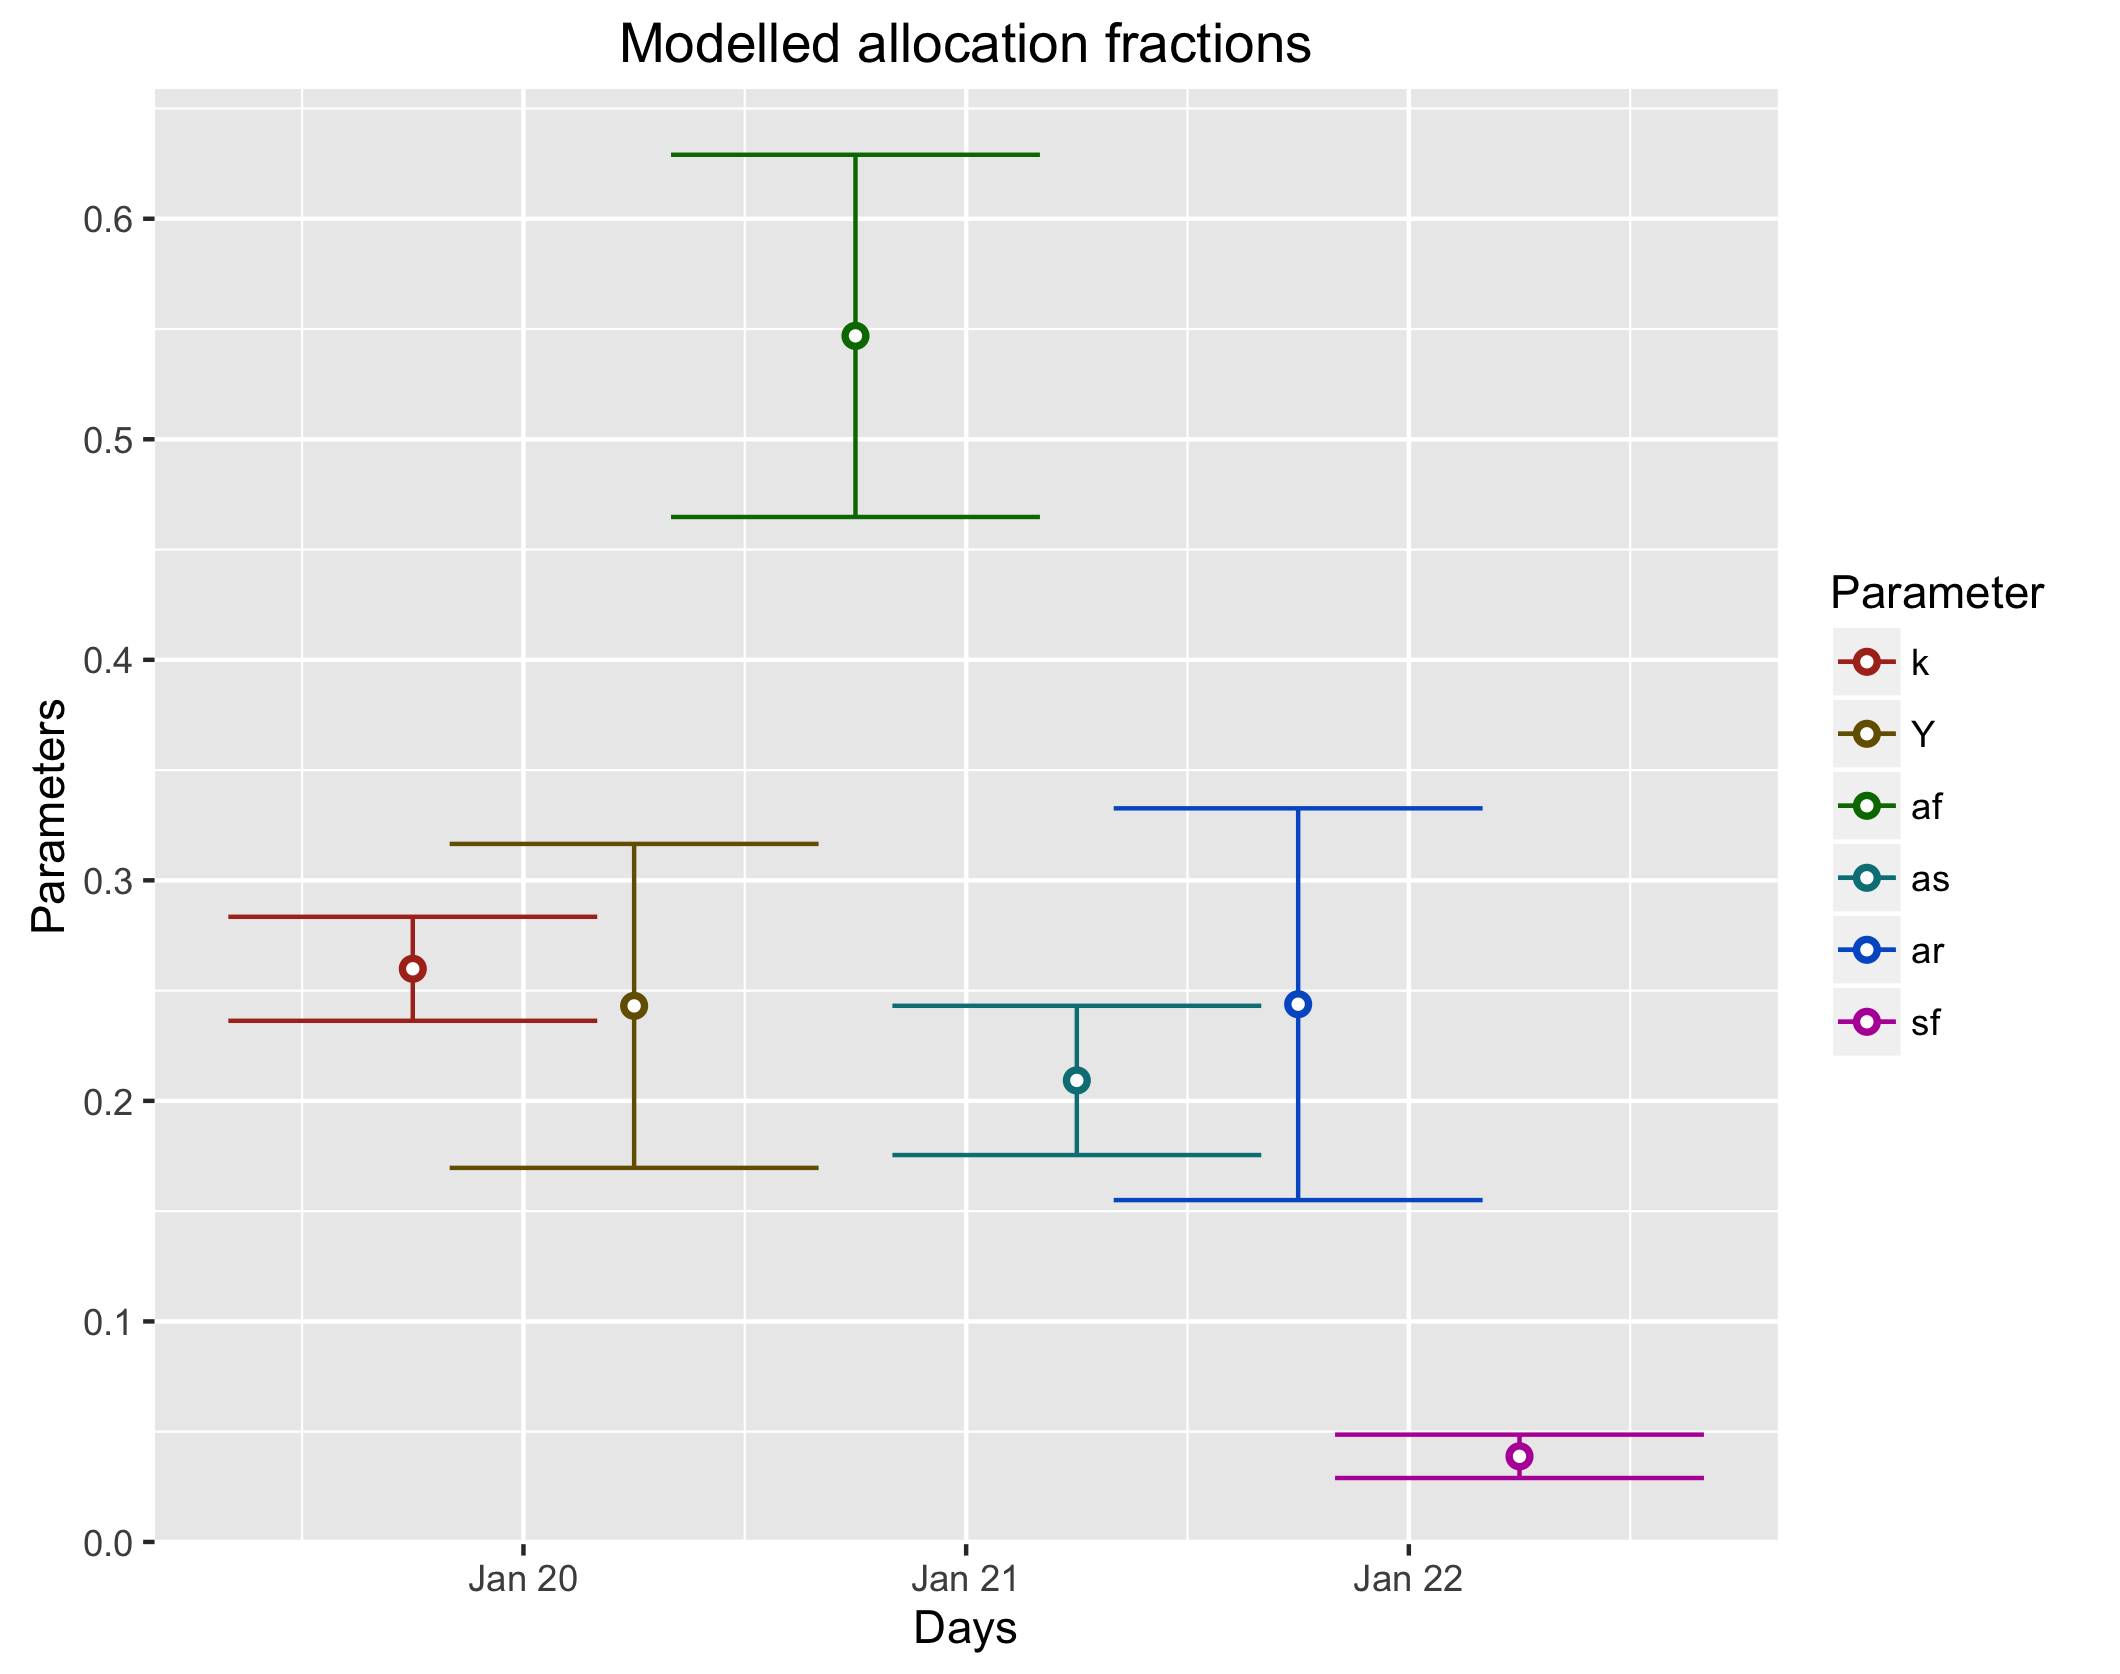 Modelled allocation fractions
Parameters
0.6
0.5
0.4
0.3
0.2
0.1
0.0
Jan 20
Jan 21
Jan 22
Days
Parameter
k
Y
af
as
ar
sf